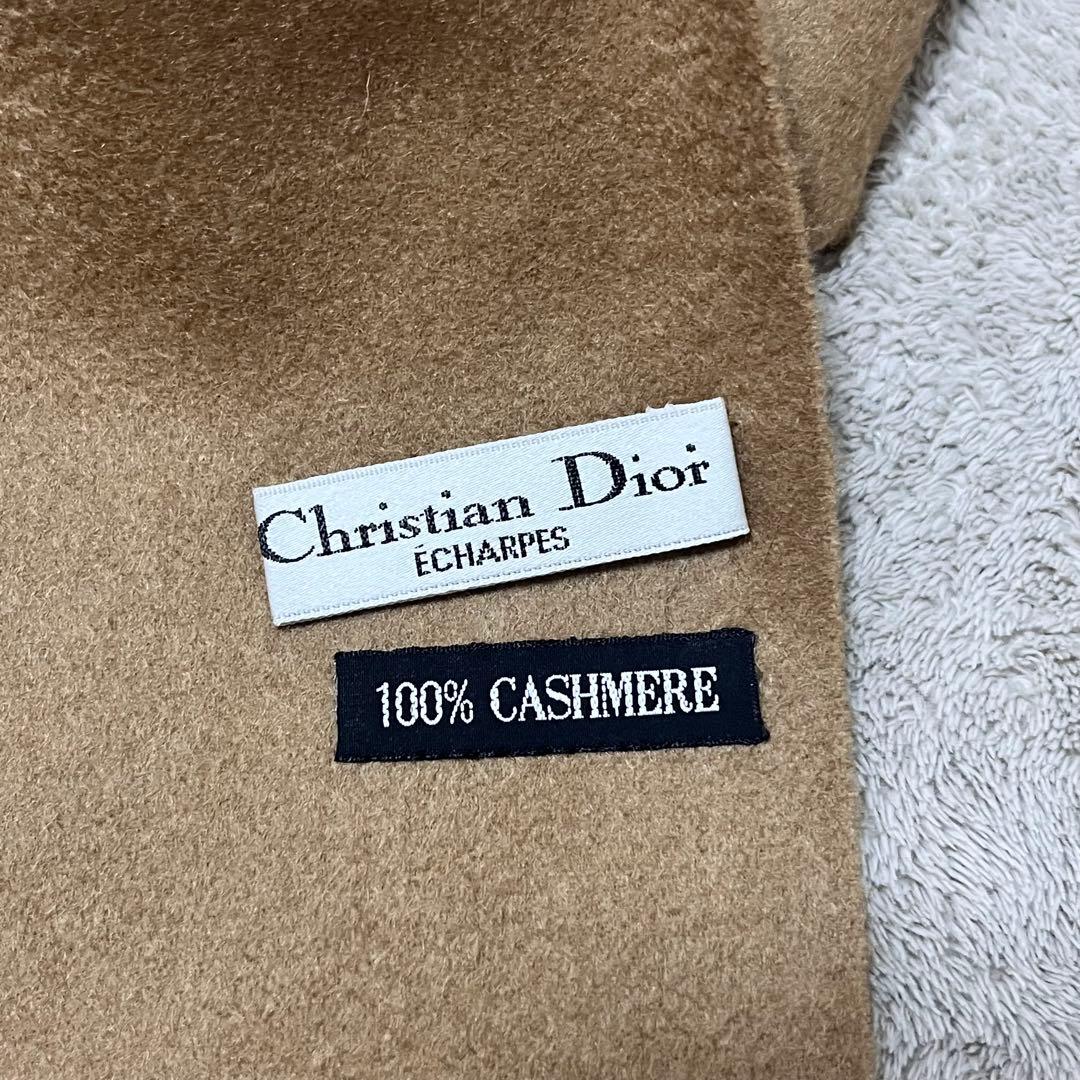 Christian Dior
ÉCHARPES
100% CASHMERE